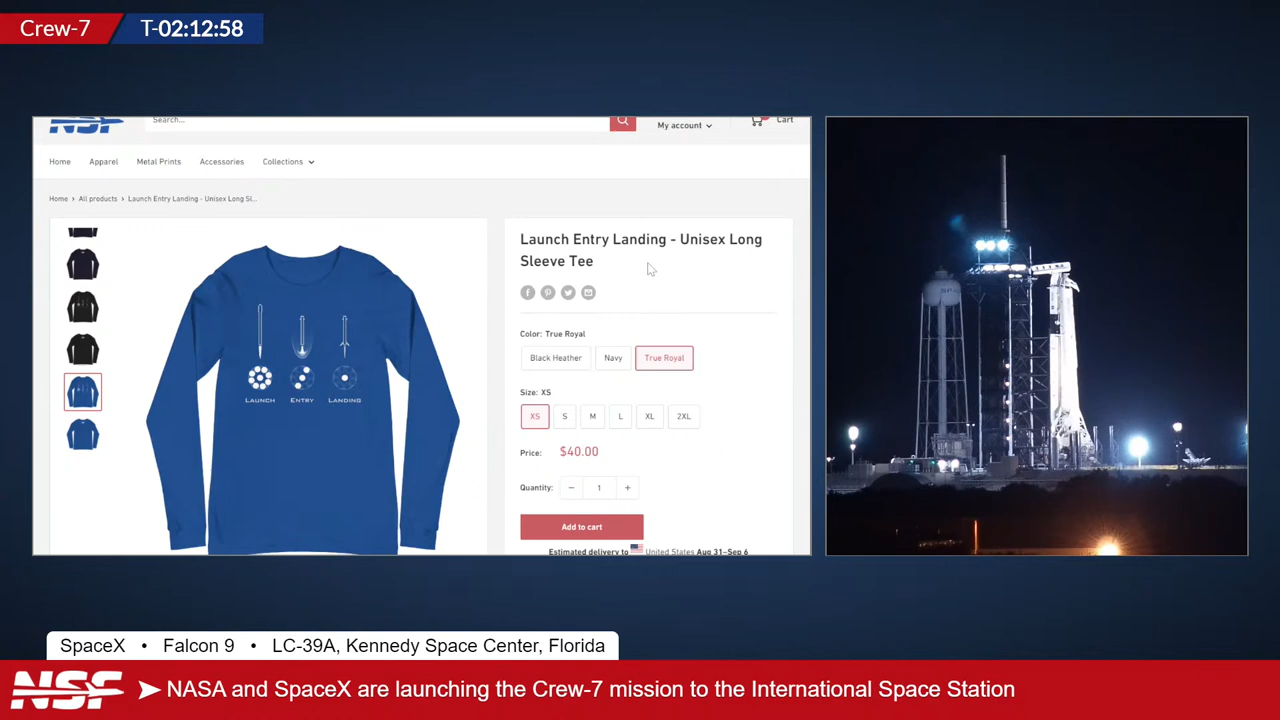 Crew-7
T-02:12:58
NSF
Search...
My account
Cart
Home
Apparel
Metal Prints
Accessories
Collections
Home > All products > Launch Entry Landing - Unisex Long Sl...
Launch Entry Landing - Unisex Long
Sleeve Tee
Color: True Royal
Black Heather
Navy
True Royal
Size: XS
XS
S
M
L
XL
2XL
Price: $40.00
Quantity: − 1 +
Add to cart
Estimated delivery to United States Aug 31–Sep 6
LAUNCH
ENTRY
LANDING
SPA
SpaceX • Falcon 9 • LC-39A, Kennedy Space Center, Florida
NSF
NASA and SpaceX are launching the Crew-7 mission to the International Space Station